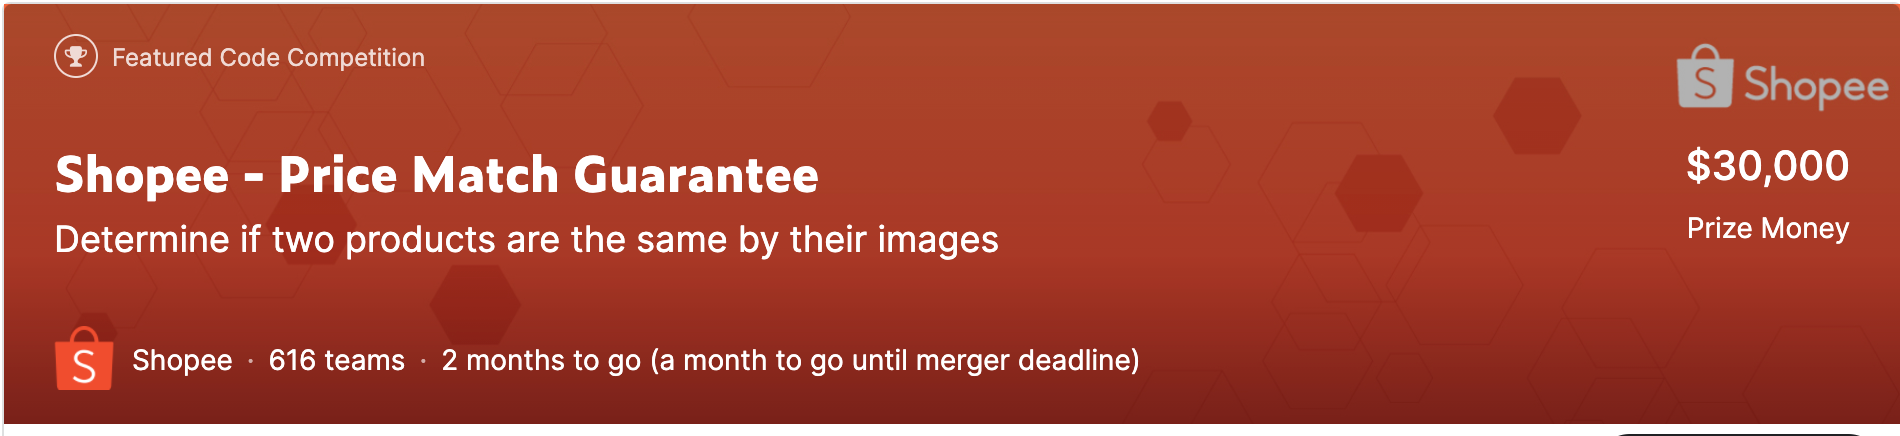 Featured Code Competition
S Shopee
Shopee - Price Match Guarantee
$30,000
Determine if two products are the same by their images
Prize Money
S Shopee · 616 teams · 2 months to go (a month to go until merger deadline)